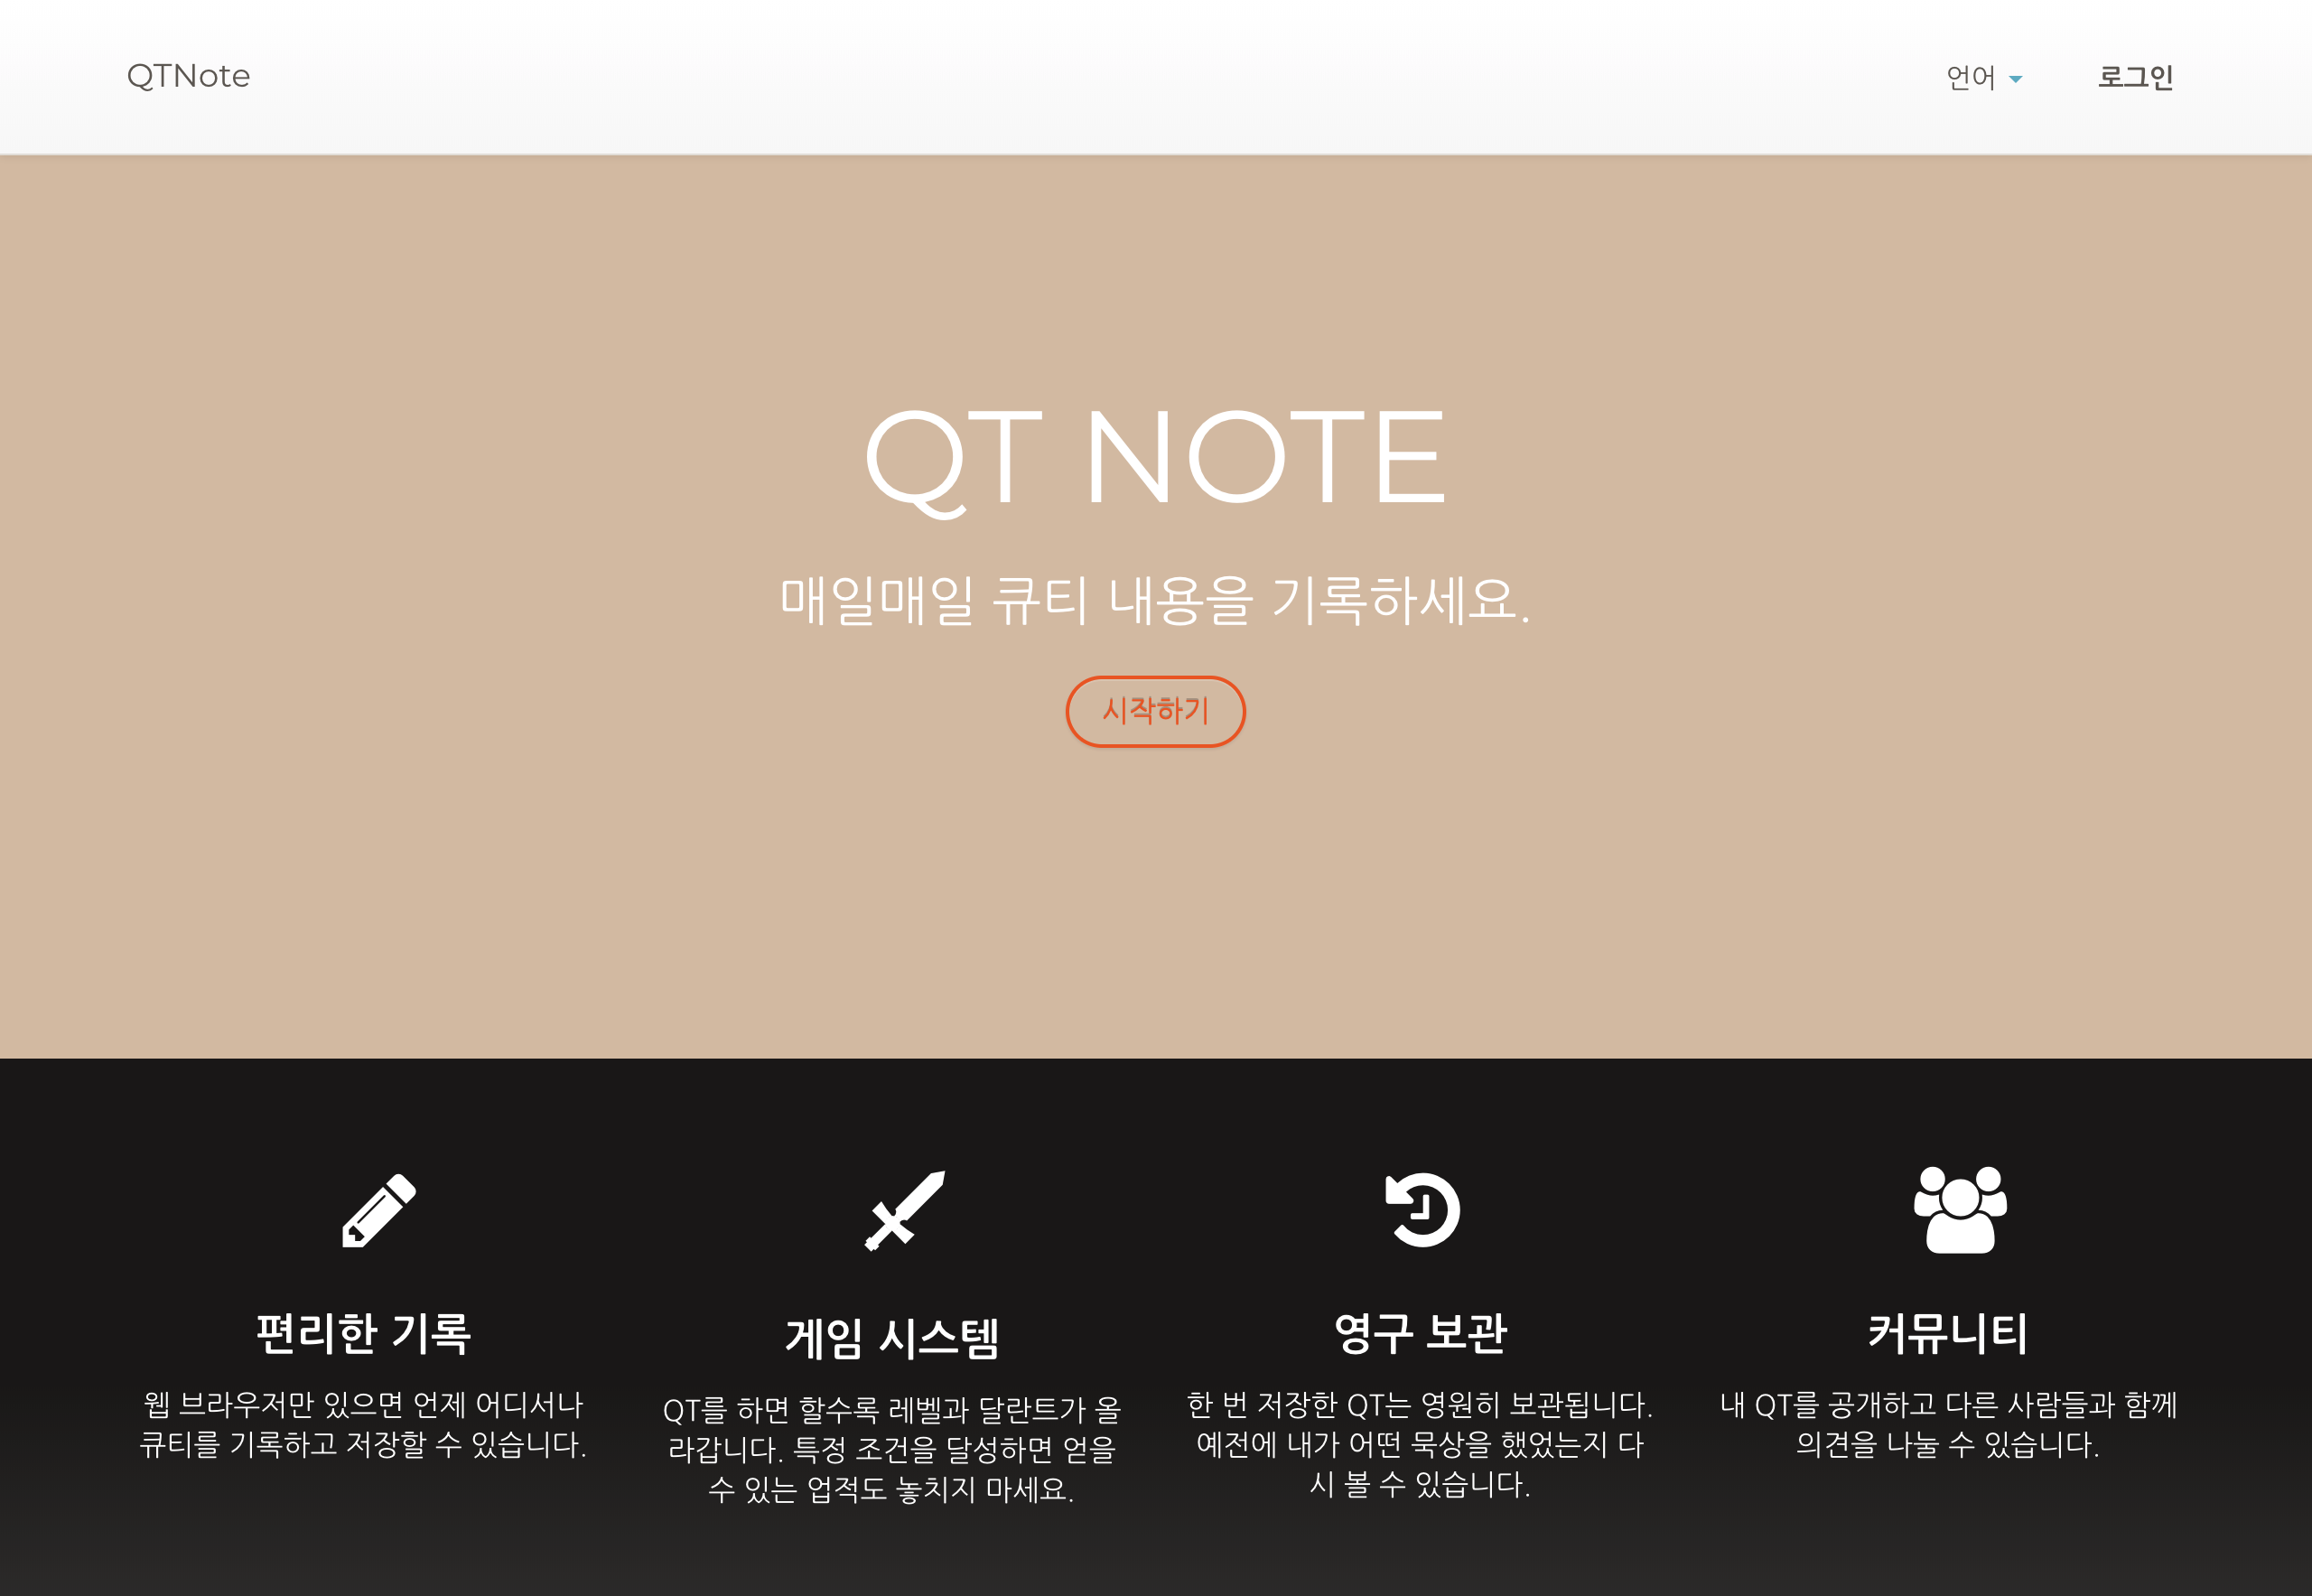 QTNote
언어
로그인
QT NOTE
매일매일 큐티 내용을 기록하세요.
시작하기
편리한 기록
웹 브라우저만 있으면 언제 어디서나
큐티를 기록하고 저장할 수 있습니다.
게임 시스템
QT를 하면 할수록 레벨과 달란트가 올
라갑니다. 특정 조건을 달성하면 얻을
수 있는 업적도 놓치지 마세요.
영구 보관
한 번 저장한 QT는 영원히 보관됩니다.
예전에 내가 어떤 묵상을 했었는지 다
시 볼 수 있습니다.
커뮤니티
내 QT를 공개하고 다른 사람들과 함께
의견을 나눌 수 있습니다.